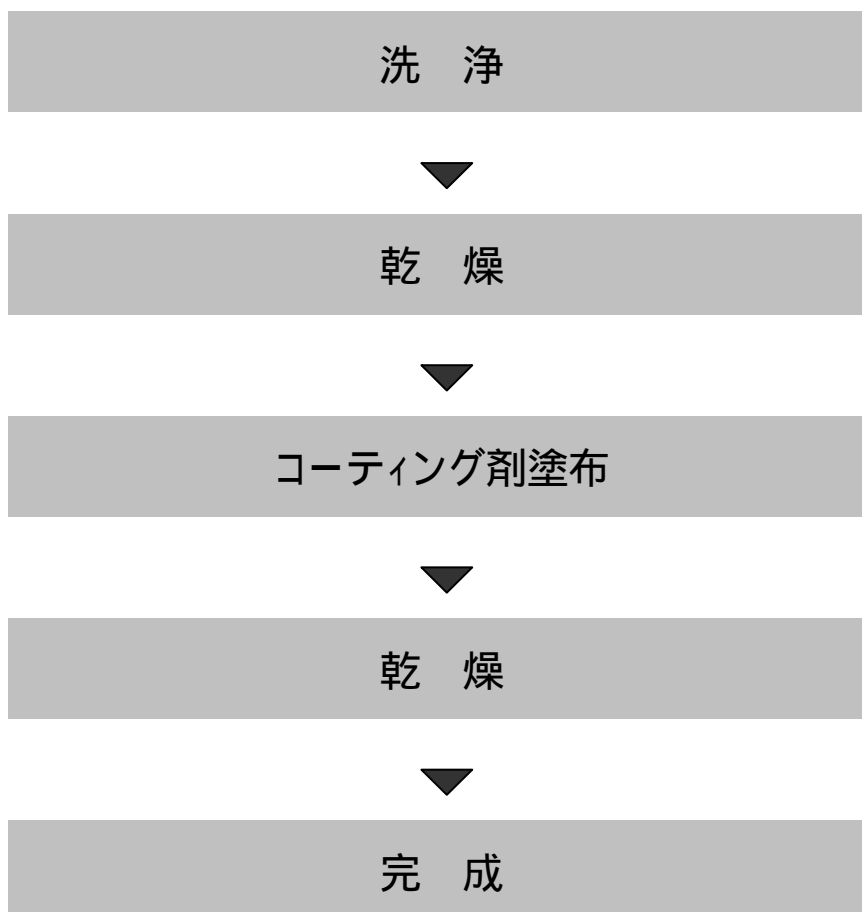 洗　浄
乾　燥
コーティング剤塗布
乾　燥
完　成